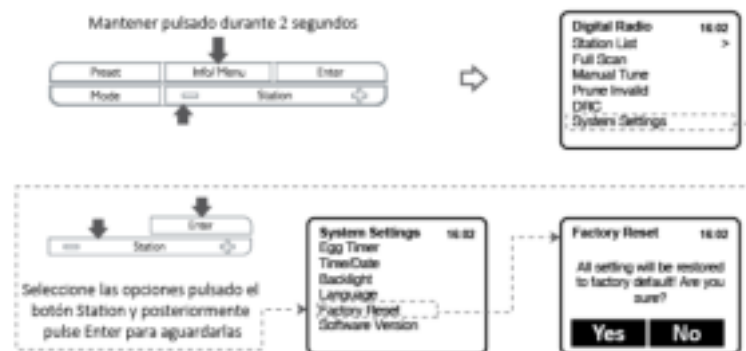 Mantener pulsado durante 2 segundos
Preset
Info/ Menu
Enter
Mode
Station
Digital Radio 16:02
Station List >
Full Scan
Manual Tune
Prune Invalid
DRC
System Settings
Enter
Station
Seleccione las opciones pulsado el
botón Station y posteriormente
pulse Enter para aguardarlas
System Settings 16:02
Egg Timer
Time/Date
Backlight
Language
Factory Reset
Software Version
Factory Reset 16:02
All setting will be restored
to factory default! Are you
sure?
Yes No